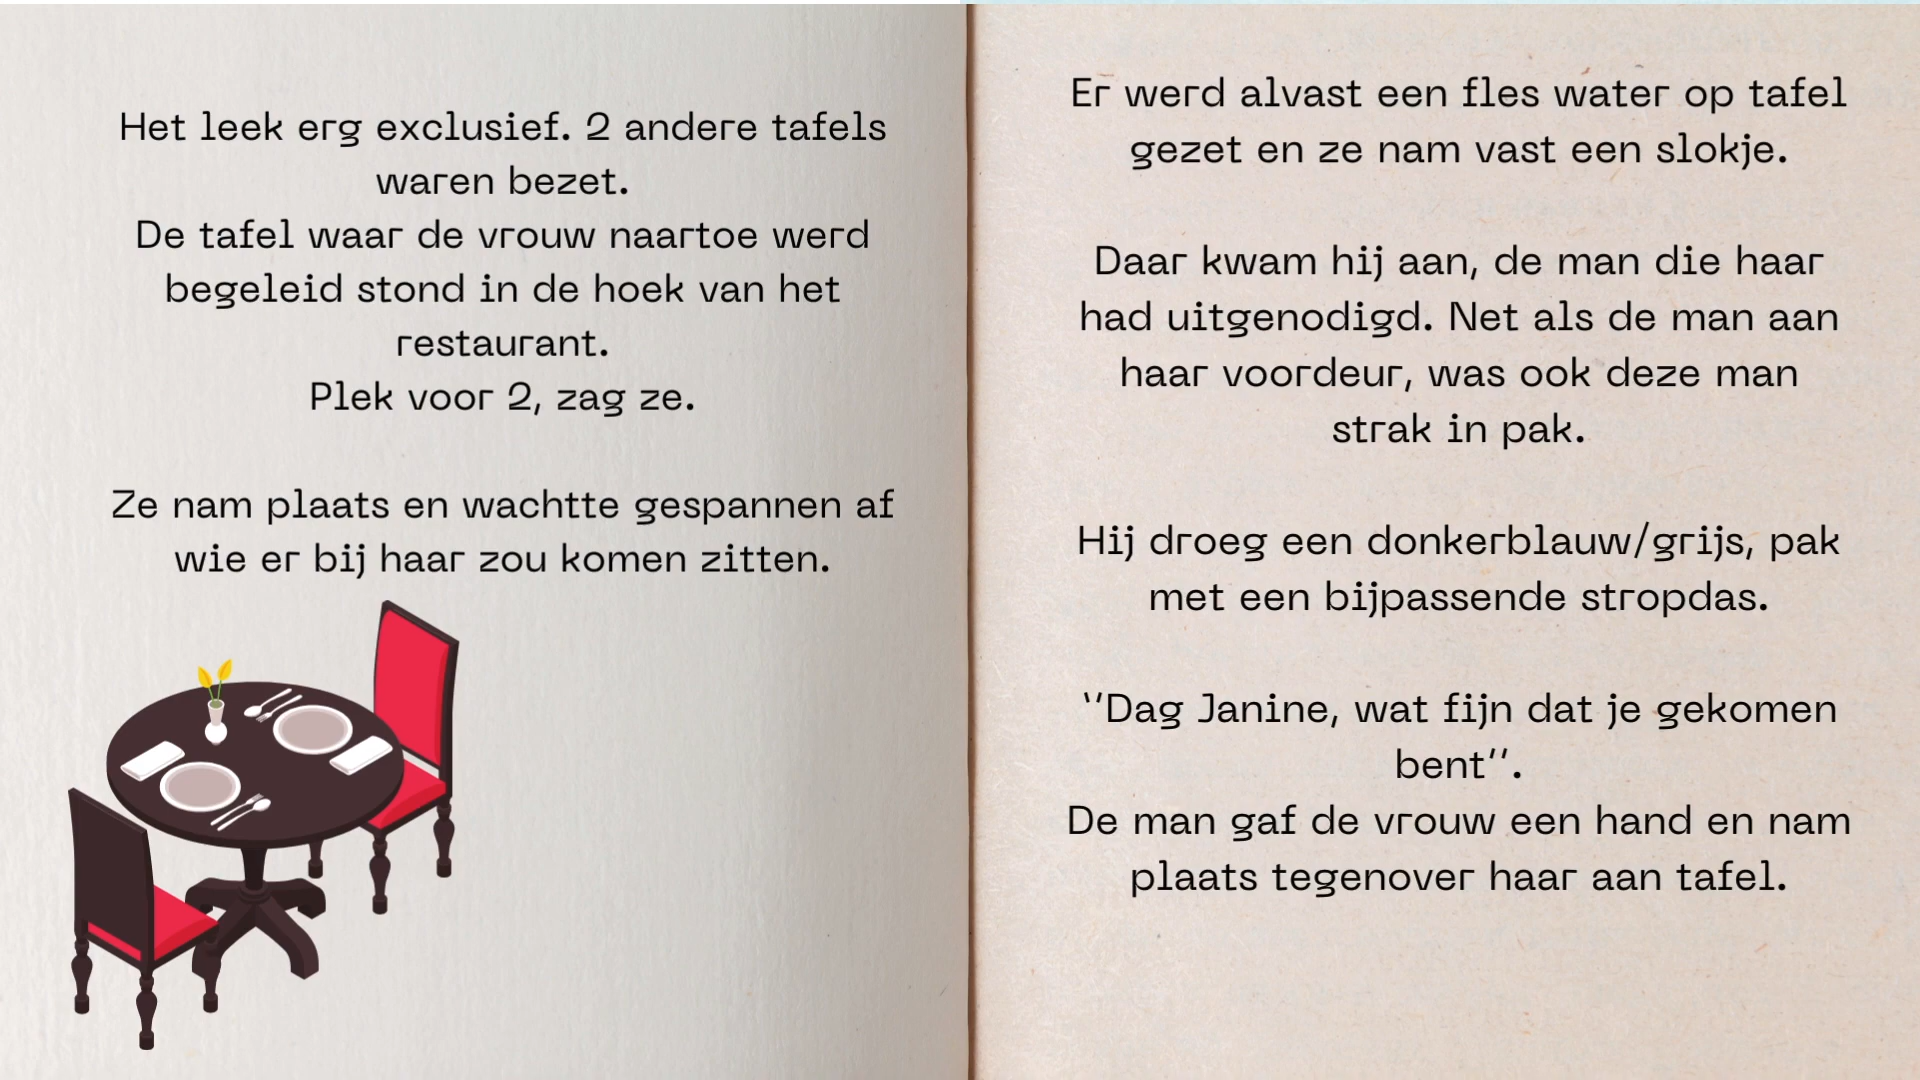 Het leek erg exclusief. 2 andere tafels
waren bezet.
De tafel waar de vrouw naartoe werd
begeleid stond in de hoek van het
restaurant.
Plek voor 2, zag ze.
Ze nam plaats en wachtte gespannen af
wie er bij haar zou komen zitten.
Er werd alvast een fles water op tafel
gezet en ze nam vast een slokje.
Daar kwam hij aan, de man die haar
had uitgenodigd. Net als de man aan
haar voordeur, was ook deze man
strak in pak.
Hij droeg een donkerblauw/grijs, pak
met een bijpassende stropdas.
‘’Dag Janine, wat fijn dat je gekomen
bent’’.
De man gaf de vrouw een hand en nam
plaats tegenover haar aan tafel.